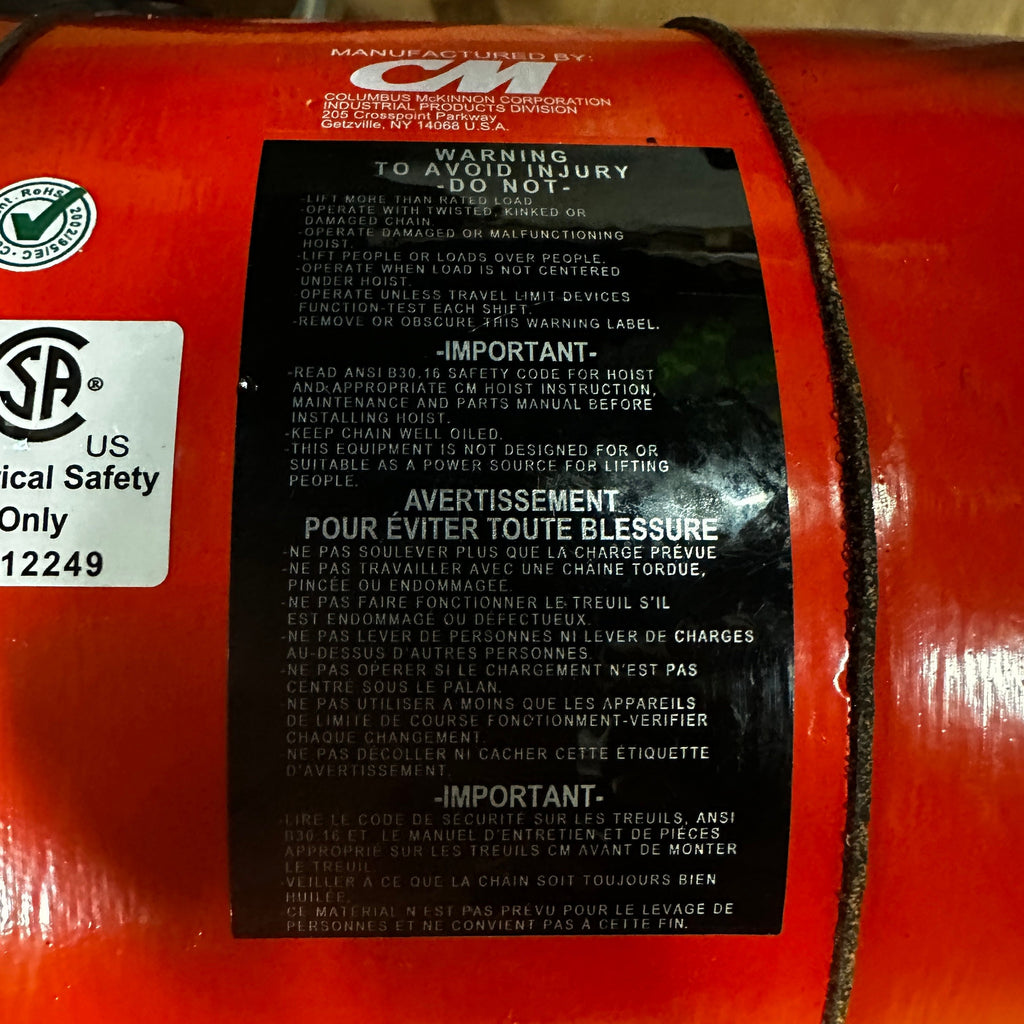 MANUFACTURED BY:
CM
COLUMBUS McKINNON CORPORATION
INDUSTRIAL PRODUCTS DIVISION
205 Crosspoint Parkway
Getzville, NY 14068 U.S.A.
WARNING
TO AVOID INJURY
-DO NOT-
-LIFT MORE THAN RATED LOAD
-OPERATE WITH TWISTED, KINKED OR
DAMAGED CHAIN
-OPERATE DAMAGED OR MALFUNCTIONING
HOIST.
-LIFT PEOPLE OR LOADS OVER PEOPLE.
-OPERATE WHEN LOAD IS NOT CENTERED
UNDER HOIST.
-OPERATE UNLESS TRAVEL LIMIT DEVICES
FUNCTION-TEST EACH SHIFT.
-REMOVE OR OBSCURE THIS WARNING LABEL.
-IMPORTANT-
-READ ANSI B30.16 SAFETY CODE FOR HOIST
AND APPROPRIATE CM HOIST INSTRUCTION,
MAINTENANCE AND PARTS MANUAL BEFORE
INSTALLING HOIST.
-KEEP CHAIN WELL OILED.
-THIS EQUIPMENT IS NOT DESIGNED FOR OR
SUITABLE AS A POWER SOURCE FOR LIFTING
PEOPLE.
AVERTISSEMENT
POUR ÉVITER TOUTE BLESSURE
-NE PAS SOULEVER PLUS QUE LA CHARGE PRÉVUE
-NE PAS TRAVAILLER AVEC UNE CHAINE TORDUE,
PINCÉE OU ENDOMMAGEE.
-NE PAS FAIRE FONCTIONNER LE TREUIL S'IL
EST ENDOMMAGÉ OU DÉFECTUEUX.
-NE PAS LEVER DE PERSONNES NI LEVER DE CHARGES
AU-DESSUS D'AUTRES PERSONNES.
-NE PAS OPÉRER SI LE CHARGEMENT N'EST PAS
CENTRÉ SOUS LE PALAN.
-NE PAS UTILISER A MOINS QUE LES APPAREILS
DE LIMITE DE COURSE FONCTIONMENT-VERIFIER
CHAQUE CHANGEMENT.
-NE PAS DÉCOLLER NI CACHER CETTE ÉTIQUETTE
D'AVERTISSEMENT.
-IMPORTANT-
-LIRE LE CODE DE SÉCURITÉ SUR LES TREUILS, ANSI
B30.16 ET LE MANUEL D'ENTRETIEN ET DE PIÉCES
APPROPRIÉ SUR LES TREUILS CM AVANT DE MONTER
LE TREUIL
-VEILLER A CE QUE LA CHAIN SOIT TOUJOURS BIEN
HUILÉE.
-CE MATERIAL N'EST PAS PRÉVU POUR LE LEVAGE DE
PERSONNES ET NE CONVIENT PAS A CETTE FIN.
RoHS
2002/95/EC
CSA ®
US
rical Safety
Only
12249